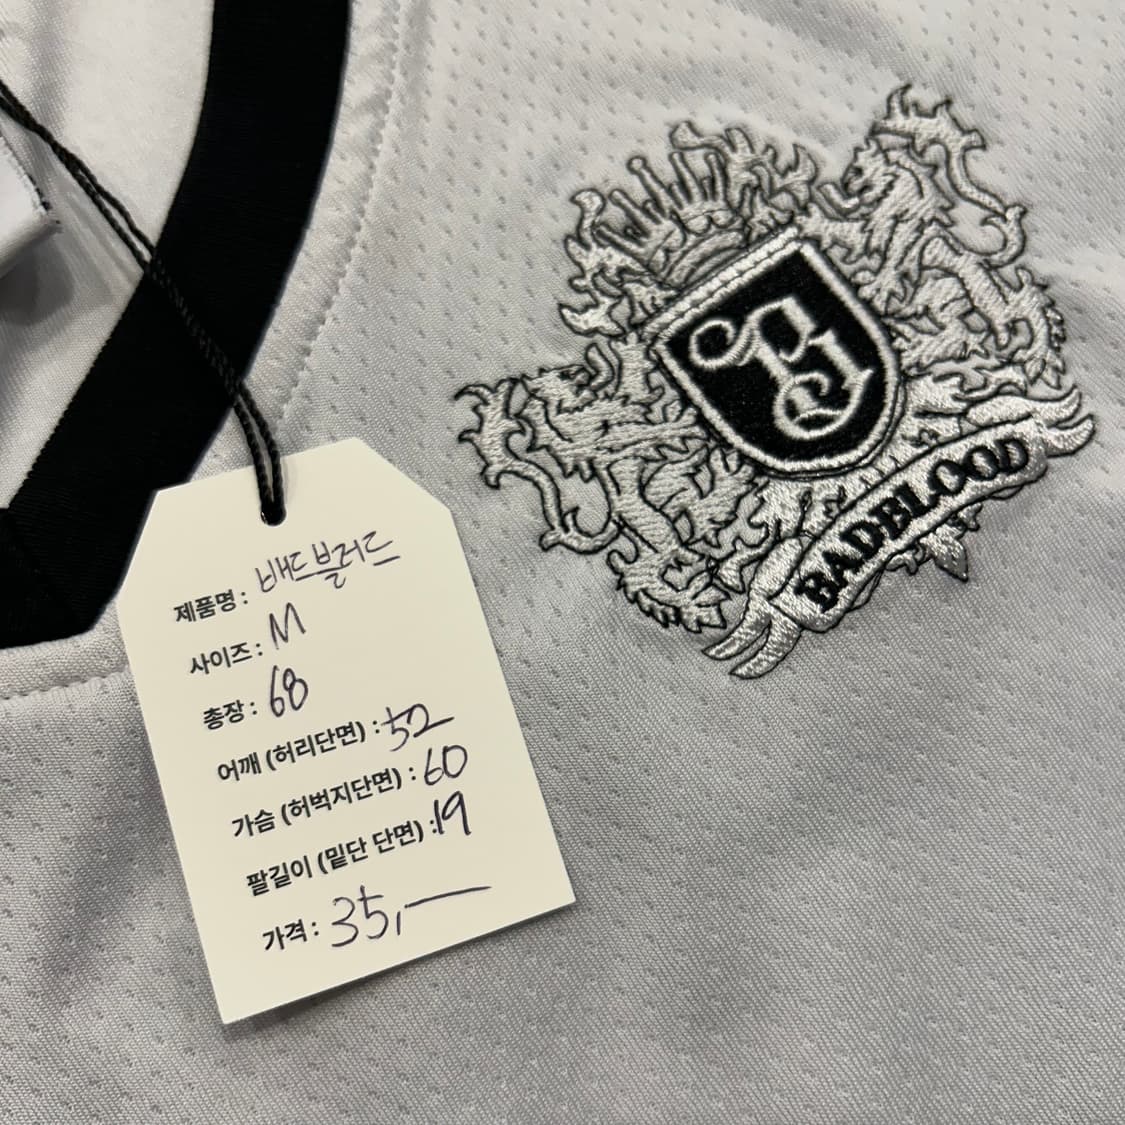 제품명 : 배드블러드
사이즈 : M
총장 : 68
어깨 (허리단면) : 52
가슴 (허벅지단면) : 60
팔길이 (밑단 단면) : 19
가격 : 35,—
BADBLOOD